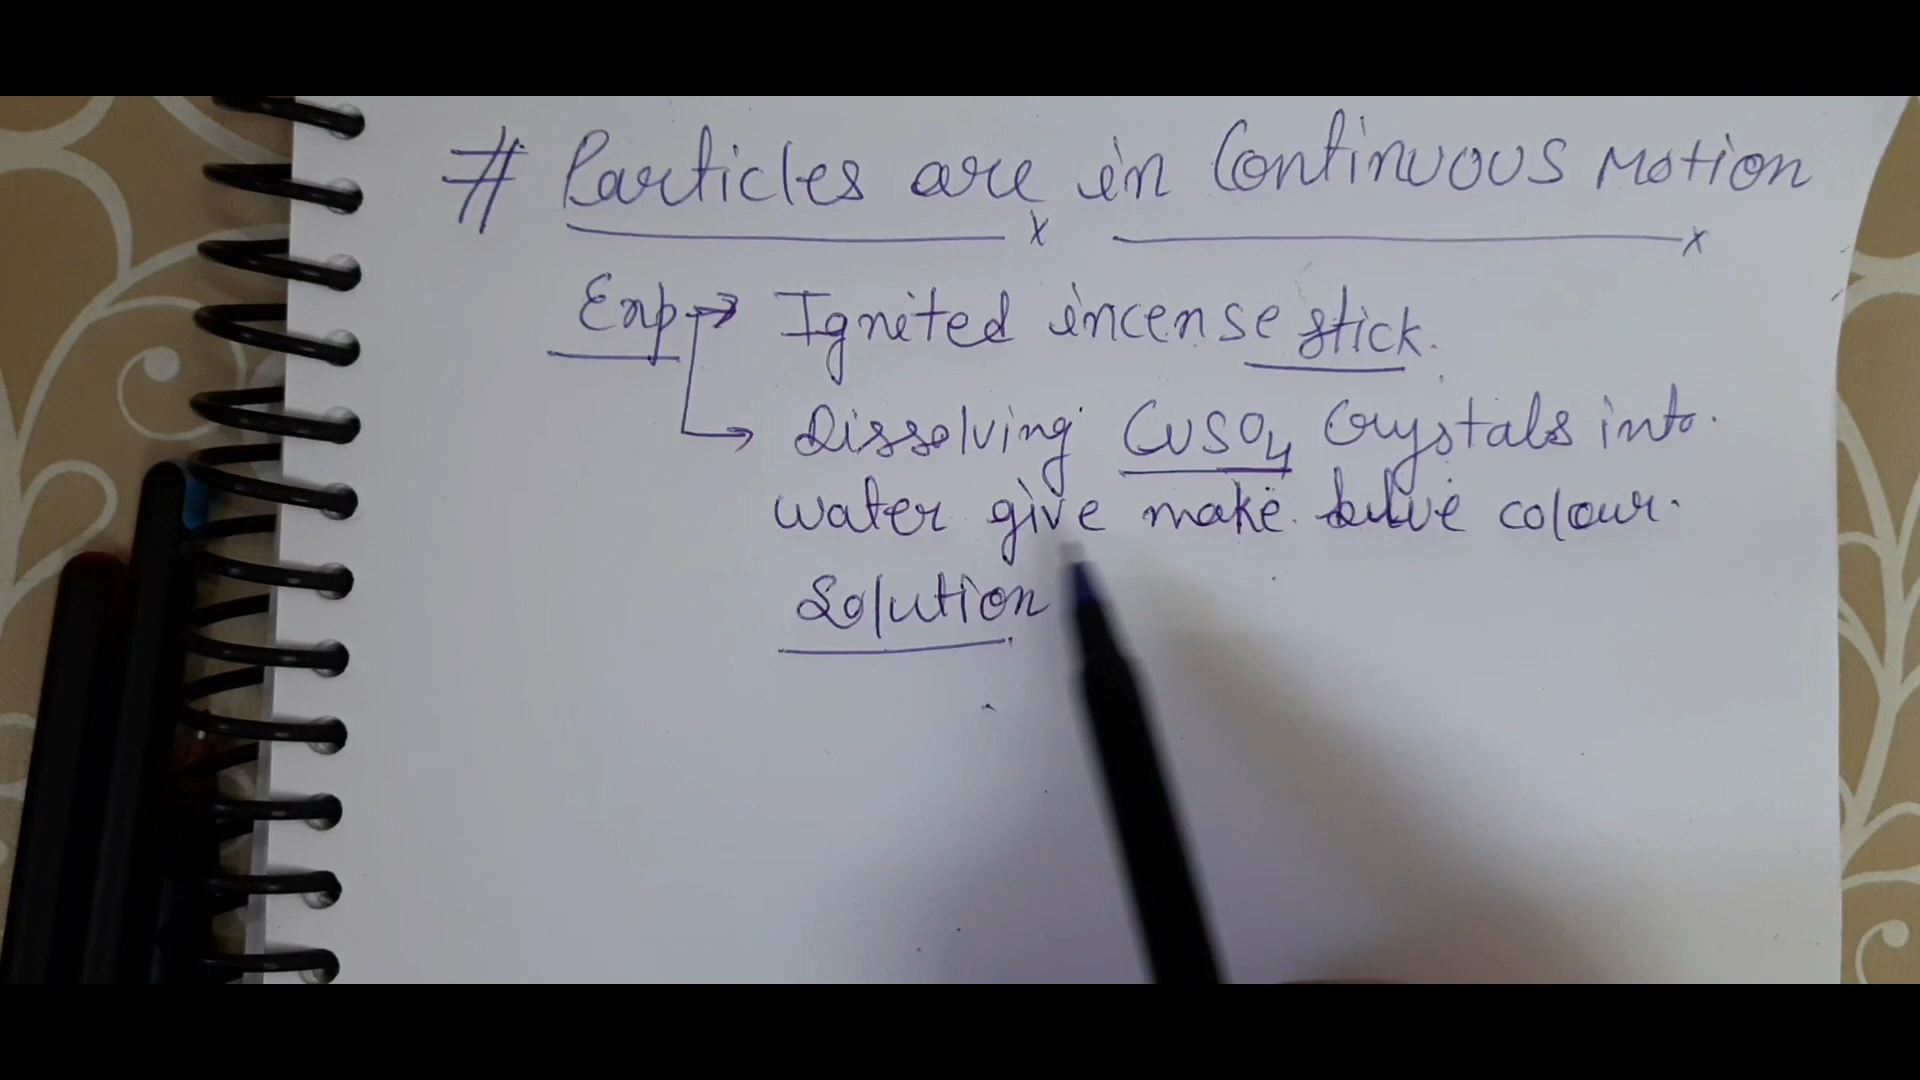 # Particles are in Continuous Motion
Exp → Ignited incense stick.
→ Dissolving CuSO4 Crystals into
water give make blue colour.
Solution